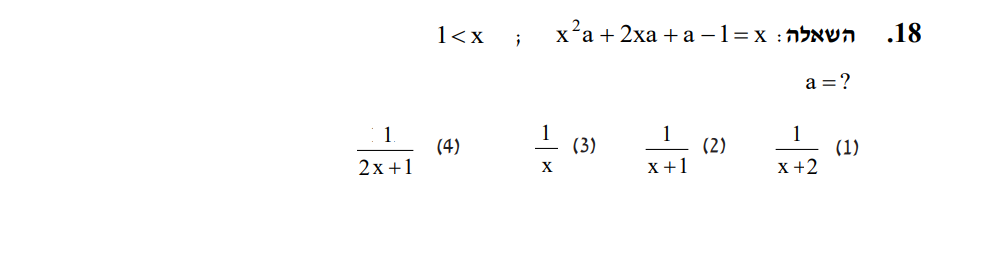 18. השאלה: x²a + 2xa + a − 1 = x ; 1 < x
a = ?
(1) 1/(x+2) (2) 1/(x+1) (3) 1/x (4) 1/(2x+1)